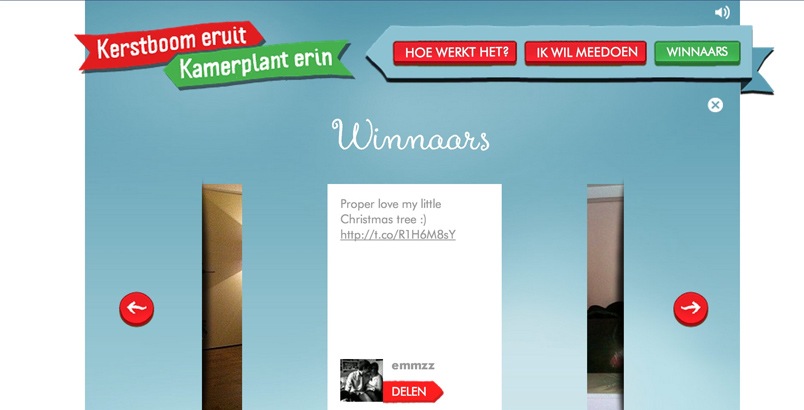 Kerstboom eruit
Kamerplant erin
HOE WERKT HET?
IK WIL MEEDOEN
WINNAARS
Winnaars
Proper love my little
Christmas tree :)
http://t.co/R1H6M8sY
emmzz
DELEN